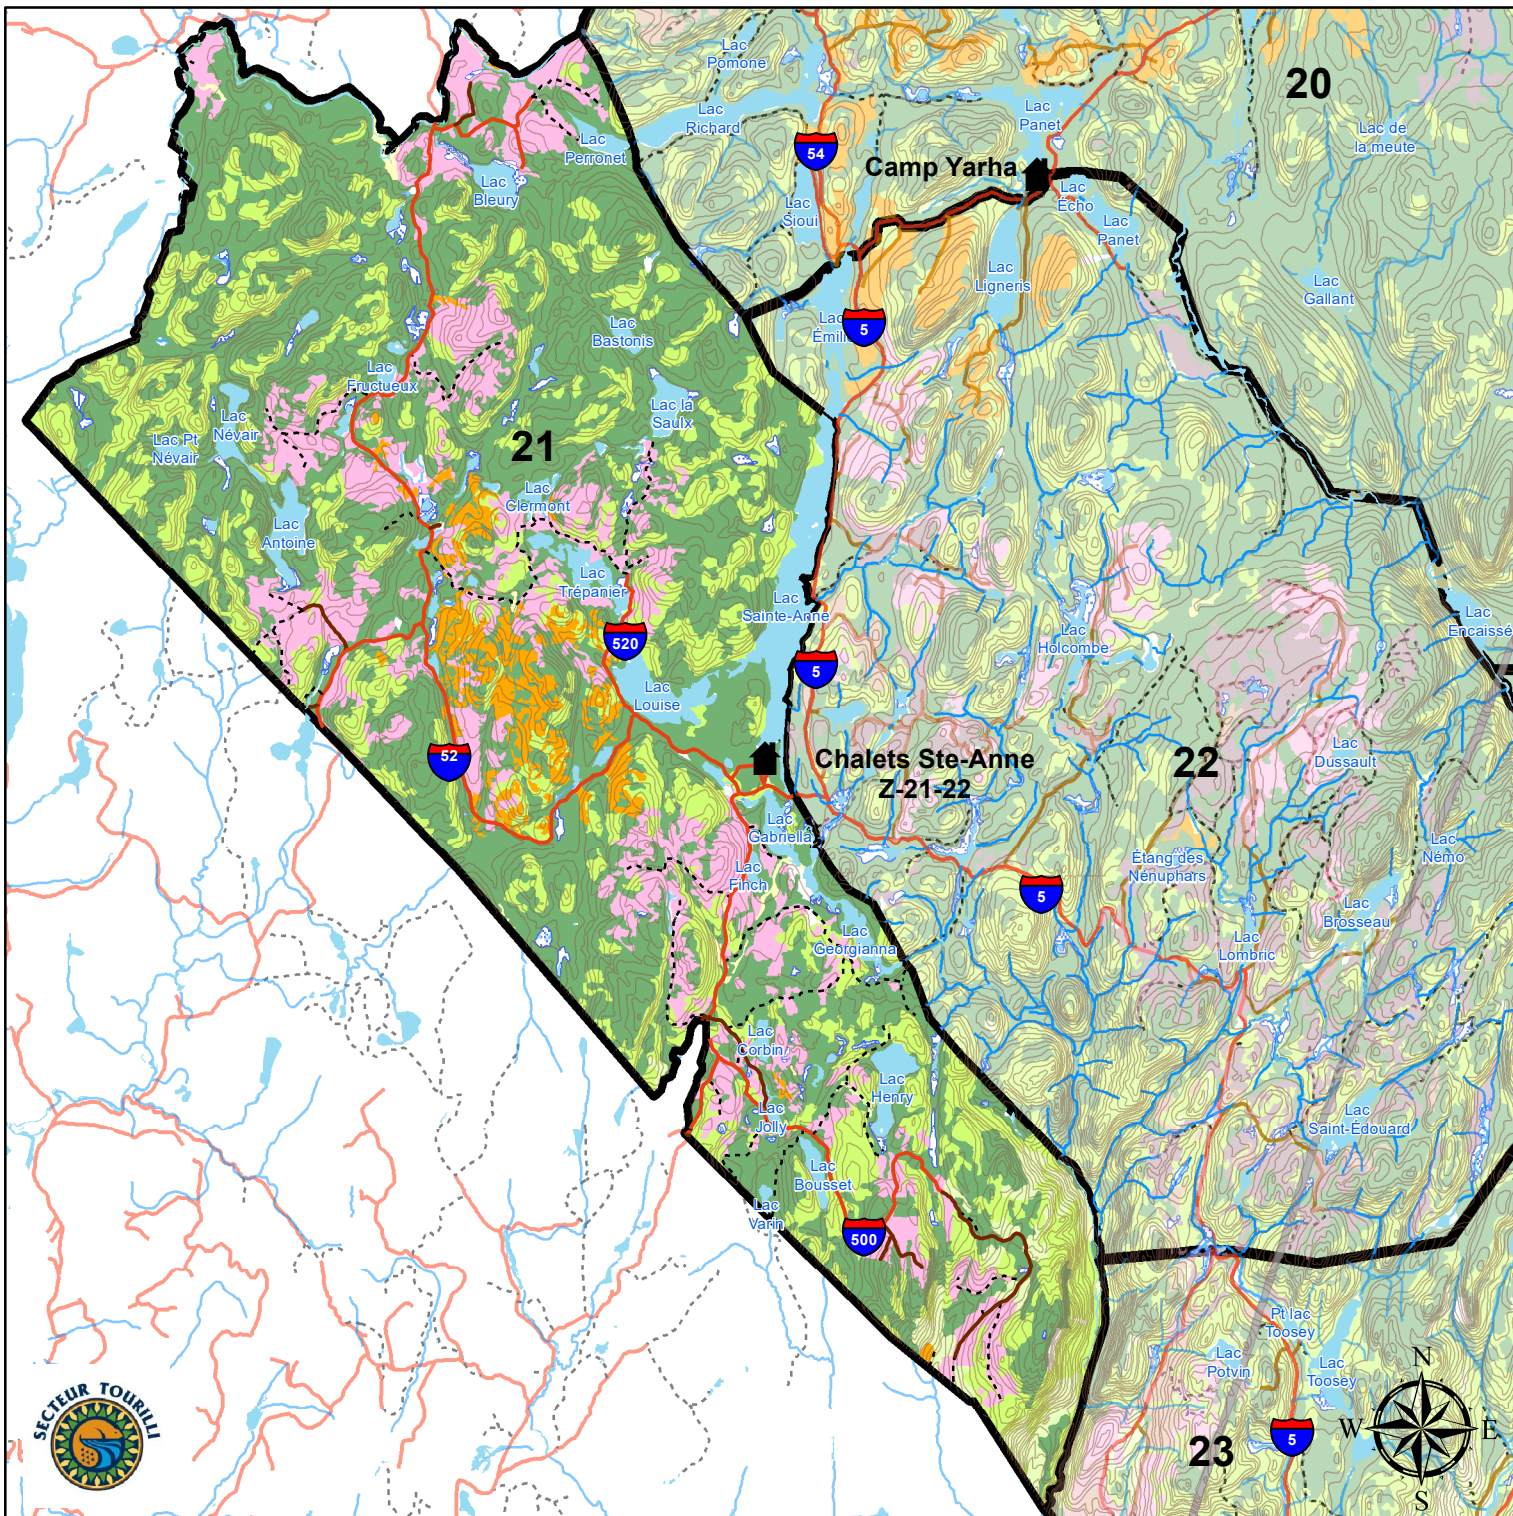 Lac
Pomone
20
Lac
Richard
Lac
Panet
Lac de
la meute
Lac
Perronet
54
Camp Yarha
Lac
Bleury
Lac
Écho
Lac
Sioui
Lac
Panet
Lac
Ligneris
Lac
Gallant
Lac
Bastonis
Lac
Émilie
5
Lac
Fructueux
Lac
Névair
Lac Pt
Névair
Lac la
Saulx
21
Lac
Clermont
Lac
Antoine
Lac
Trépanier
Lac
Sainte-Anne
Lac
Encaissé
Lac
Holcombe
520
5
Lac
Louise
52
Chalets Ste-Anne
Z-21-22
22
Lac
Dussault
Lac
Gabriella
Lac
Némo
Lac
Finch
Étang des
Nénuphars
5
Lac
Brosseau
Lac
Georgianna
Lac
Lombric
Lac
Corbin
Lac
Henry
Lac
Jolly
Lac
Saint-Édouard
Lac
Bousset
Lac
Varin
500
Pt lac
Toosey
Lac
Potvin
Lac
Toosey
N
W
E
S
23
5
SECTEUR TOURILLI